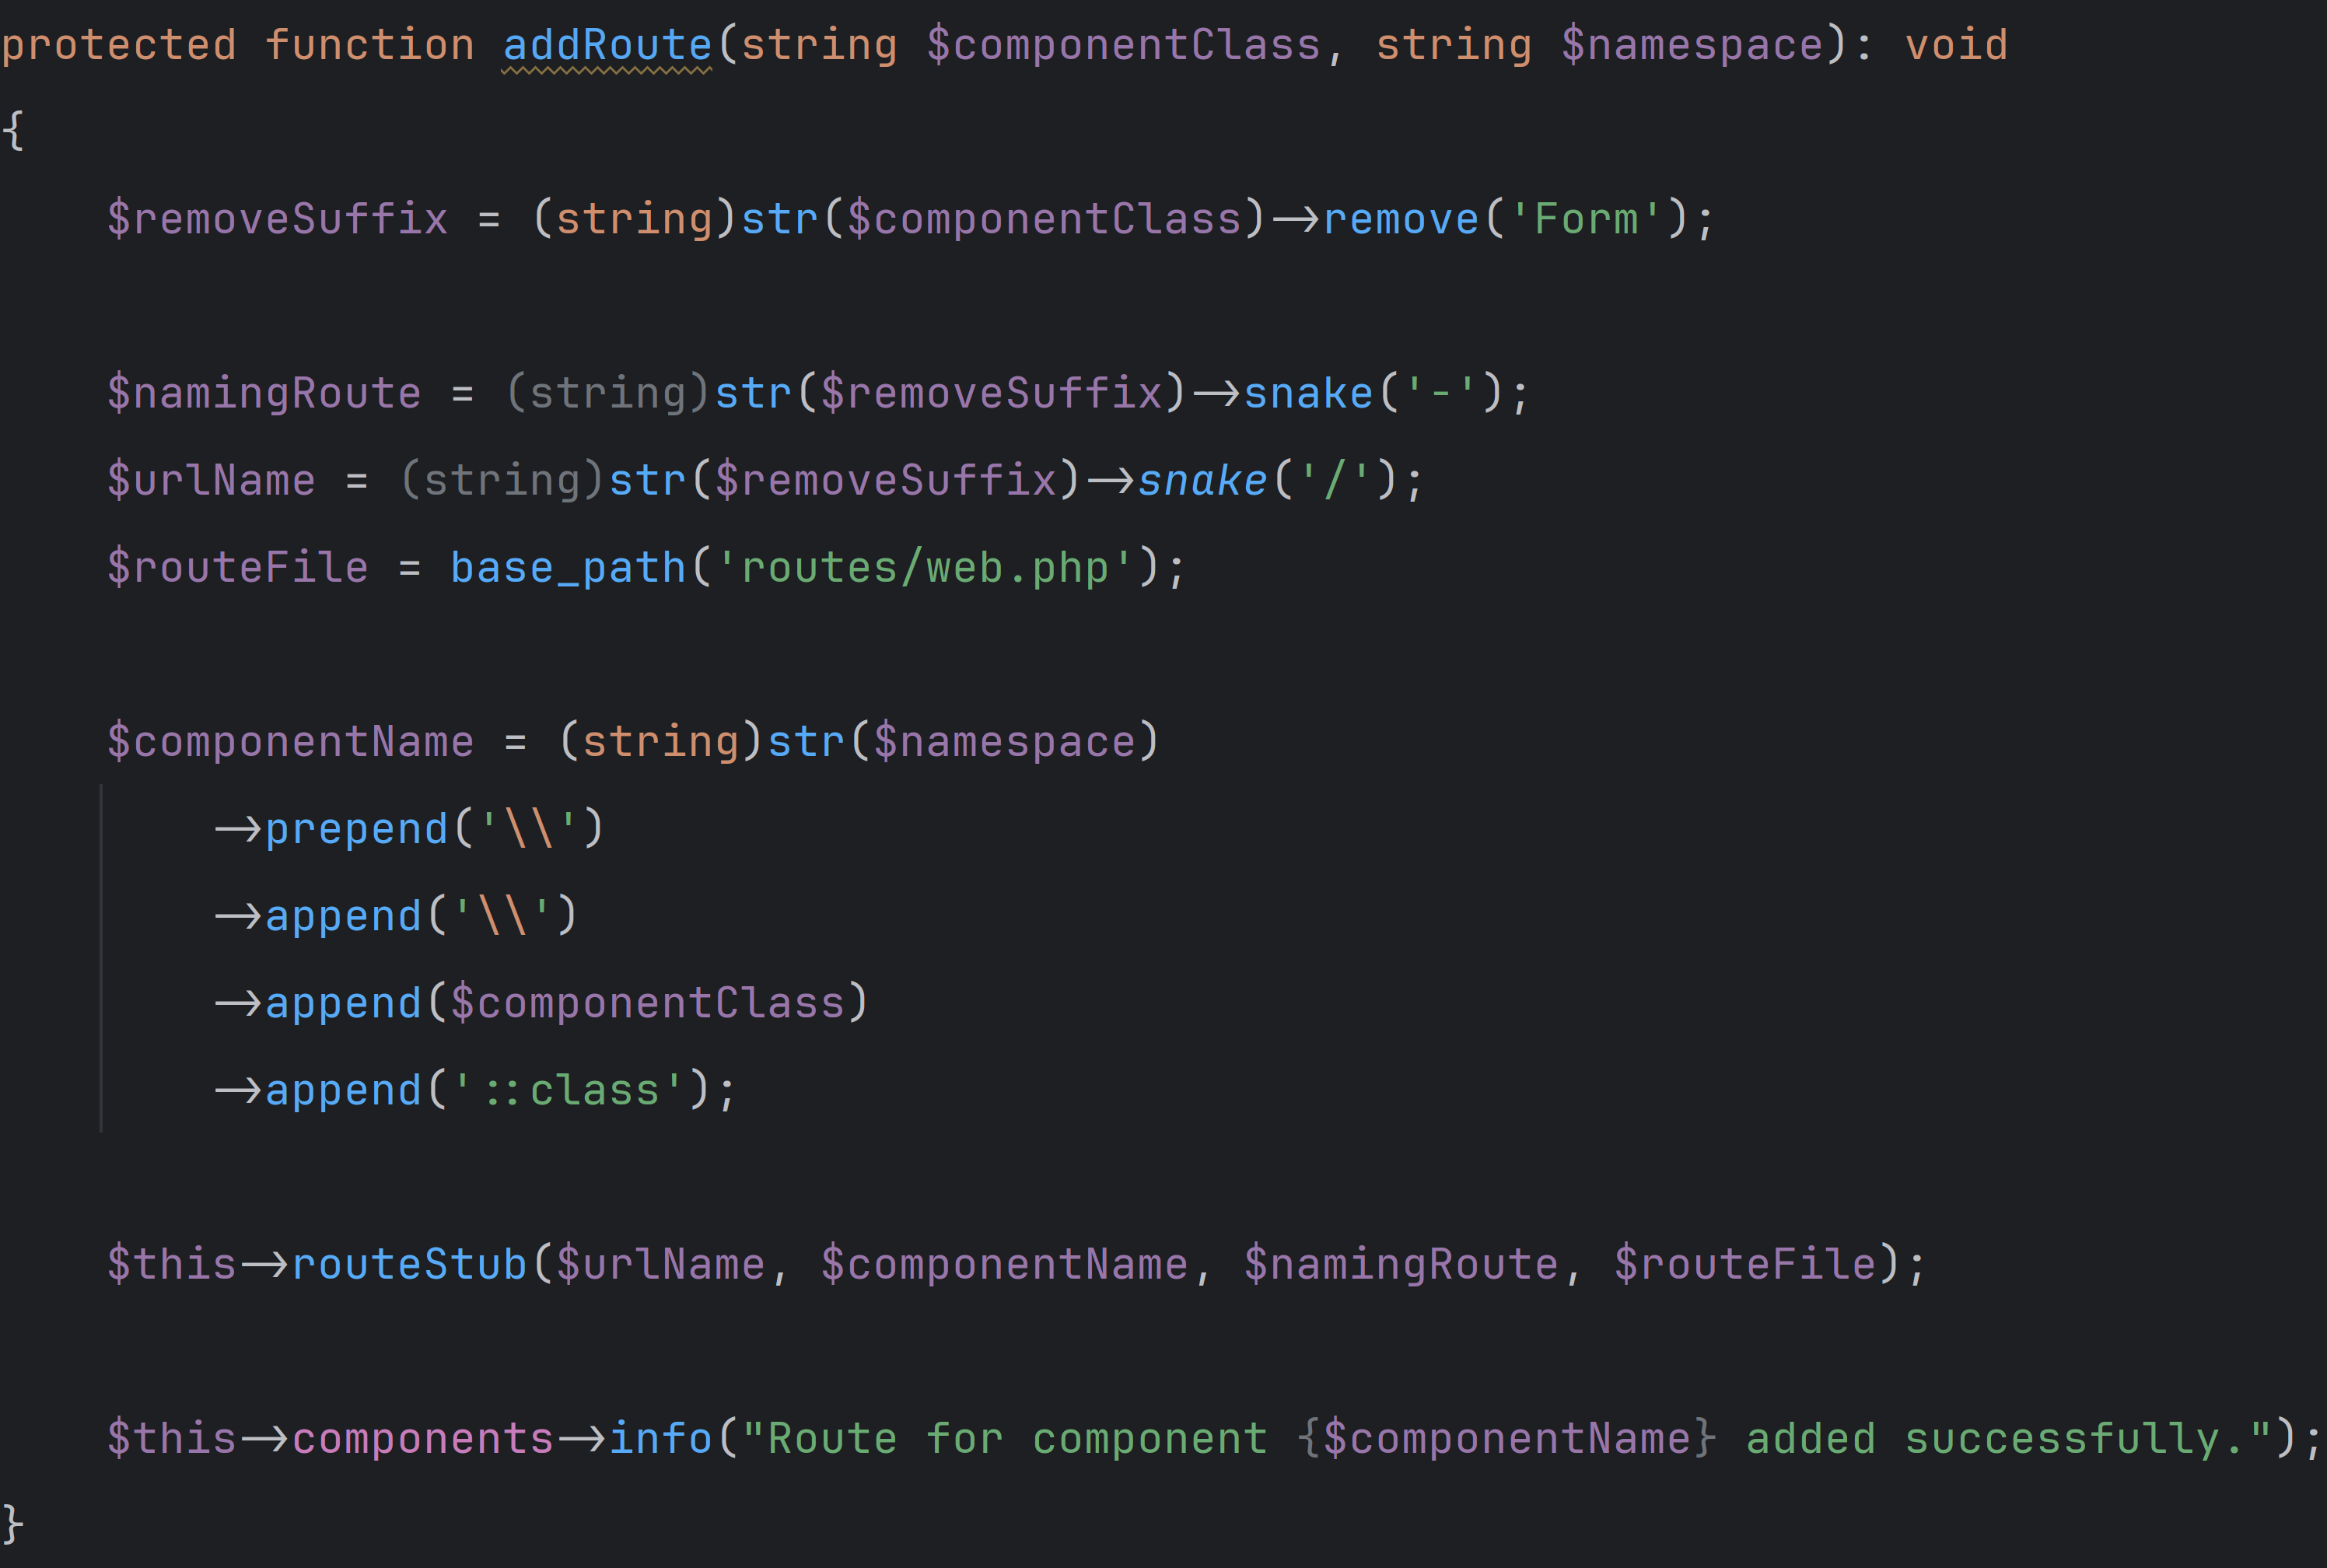 protected function addRoute(string $componentClass, string $namespace): void
{
    $removeSuffix = (string)str($componentClass)->remove('Form');
    $namingRoute = (string)str($removeSuffix)->snake('-');
    $urlName = (string)str($removeSuffix)->snake('/');
    $routeFile = base_path('routes/web.php');
    $componentName = (string)str($namespace)
        ->prepend('\\')
        ->append('\\')
        ->append($componentClass)
        ->append('::class');
    $this->routeStub($urlName, $componentName, $namingRoute, $routeFile);
    $this->components->info("Route for component {$componentName} added successfully.");
}